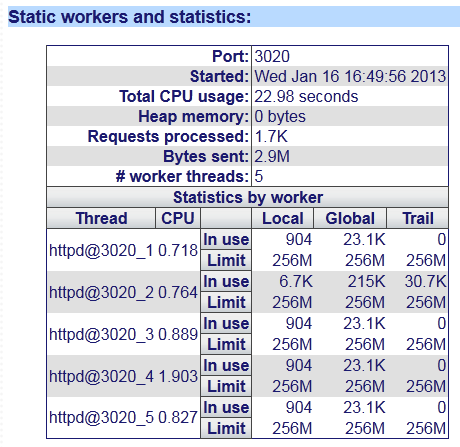 Static workers and statistics:
Port: 3020
Started: Wed Jan 16 16:49:56 2013
Total CPU usage: 22.98 seconds
Heap memory: 0 bytes
Requests processed: 1.7K
Bytes sent: 2.9M
# worker threads: 5
Statistics by worker
Thread CPU Local Global Trail
httpd@3020_1 0.718 In use 904 23.1K 0
Limit 256M 256M 256M
httpd@3020_2 0.764 In use 6.7K 215K 30.7K
Limit 256M 256M 256M
httpd@3020_3 0.889 In use 904 23.1K 0
Limit 256M 256M 256M
httpd@3020_4 1.903 In use 904 23.1K 0
Limit 256M 256M 256M
httpd@3020_5 0.827 In use 904 23.1K 0
Limit 256M 256M 256M